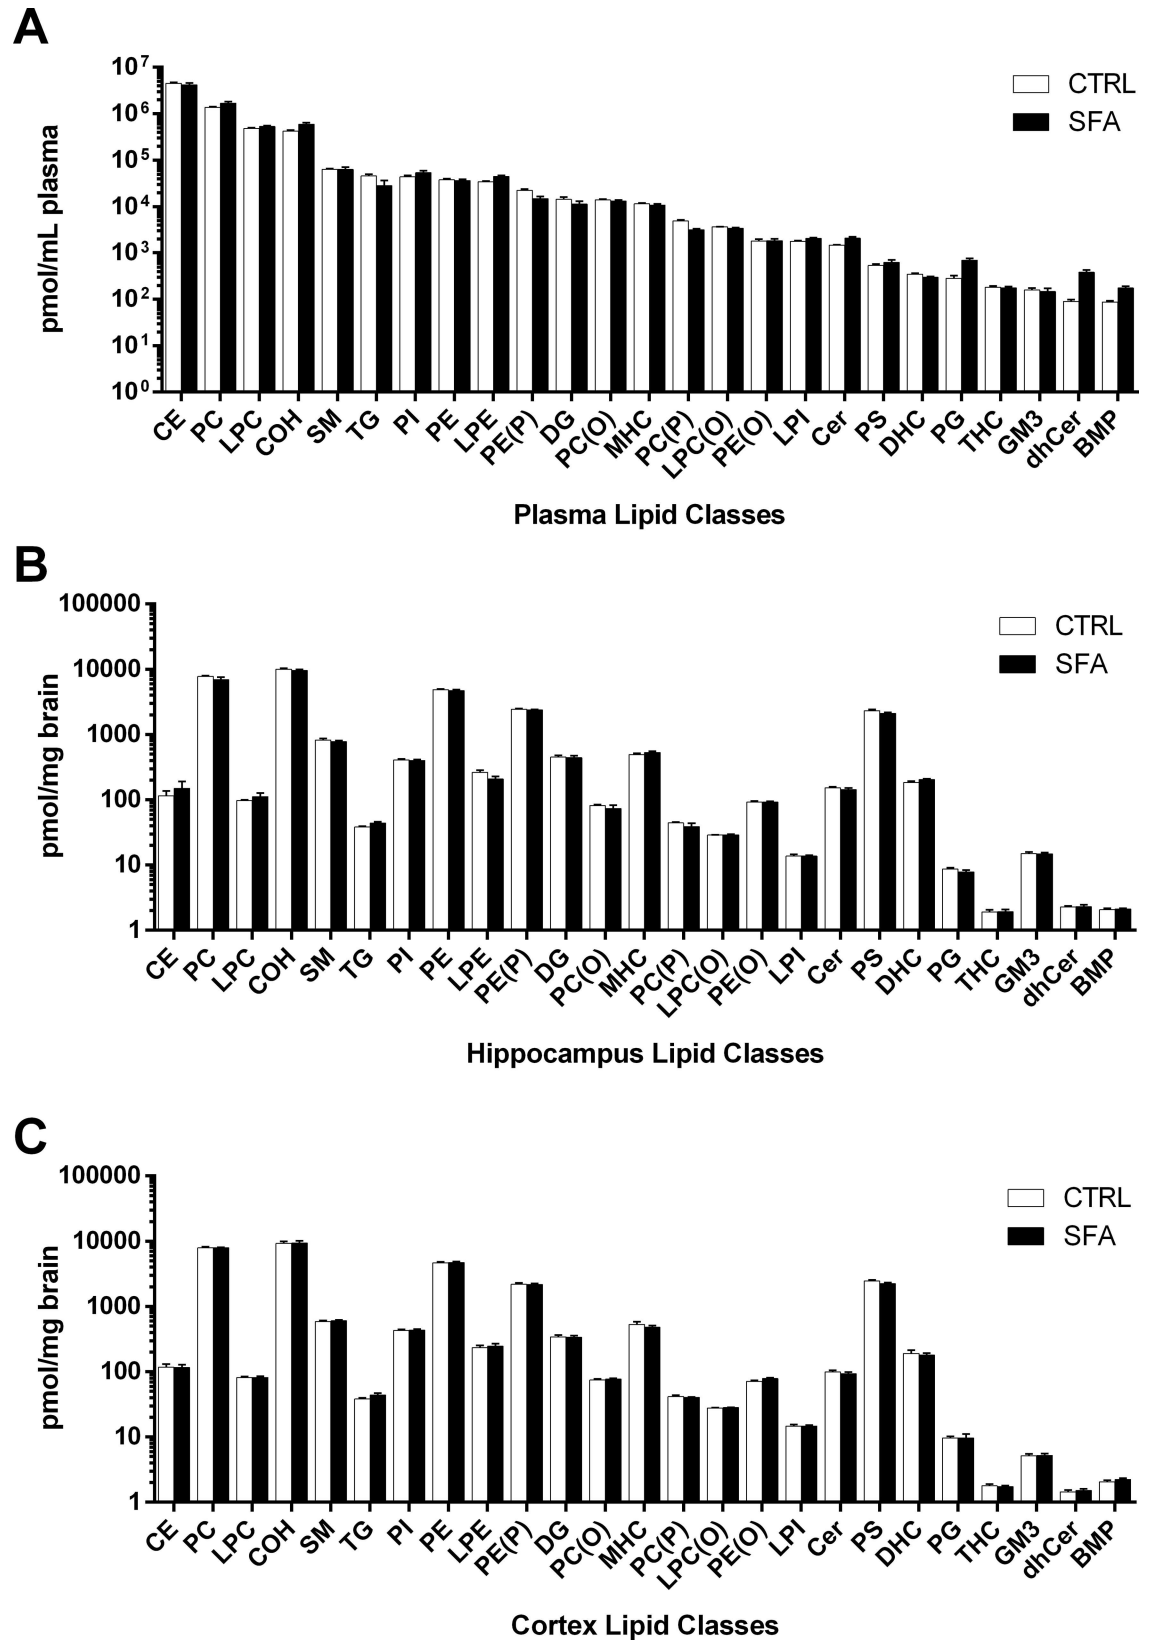 A
10⁷
10⁶
10⁵
10⁴
10³
10²
10¹
10⁰
pmol/mL plasma
CTRL
SFA
CE PC LPC COH SM TG PI PE LPE PE(P) DG PC(O) MHC PC(P) LPC(O) PE(O) LPI Cer PS DHC PG THC GM3 dhCer BMP
Plasma Lipid Classes
B
100000
10000
1000
100
10
1
pmol/mg brain
CTRL
SFA
CE PC LPC COH SM TG PI PE LPE PE(P) DG PC(O) MHC PC(P) LPC(O) PE(O) LPI Cer PS DHC PG THC GM3 dhCer BMP
Hippocampus Lipid Classes
C
100000
10000
1000
100
10
1
pmol/mg brain
CTRL
SFA
CE PC LPC COH SM TG PI PE LPE PE(P) DG PC(O) MHC PC(P) LPC(O) PE(O) LPI Cer PS DHC PG THC GM3 dhCer BMP
Cortex Lipid Classes